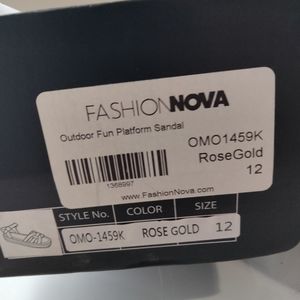 FASHIONNOVA
Outdoor Fun Platform Sandal
OMO1459K
RoseGold
12
1368997
www.FashionNova.com
STYLE No. COLOR SIZE
OMO-1459K ROSE GOLD 12